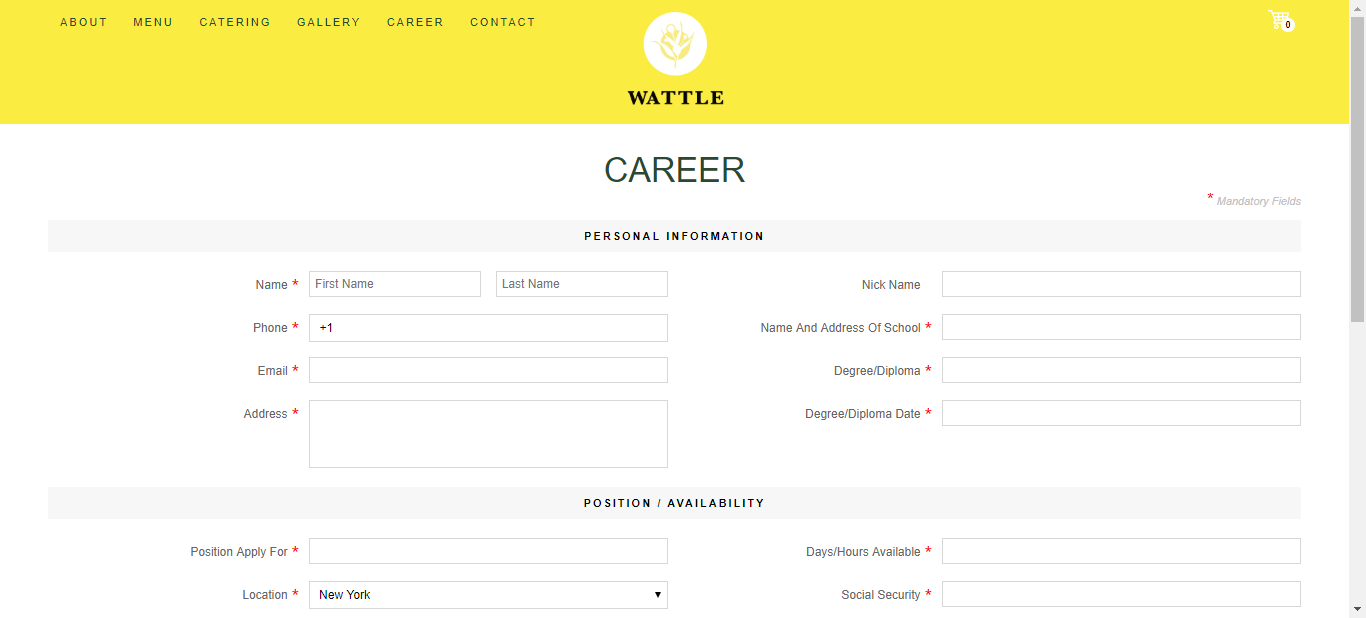 ABOUT MENU CATERING GALLERY CAREER CONTACT
0
WATTLE
CAREER
* Mandatory Fields
PERSONAL INFORMATION
Name * First Name Last Name Nick Name
Phone * +1 Name And Address Of School *
Email * Degree/Diploma *
Address * Degree/Diploma Date *
POSITION / AVAILABILITY
Position Apply For * Days/Hours Available *
Location * New York Social Security *